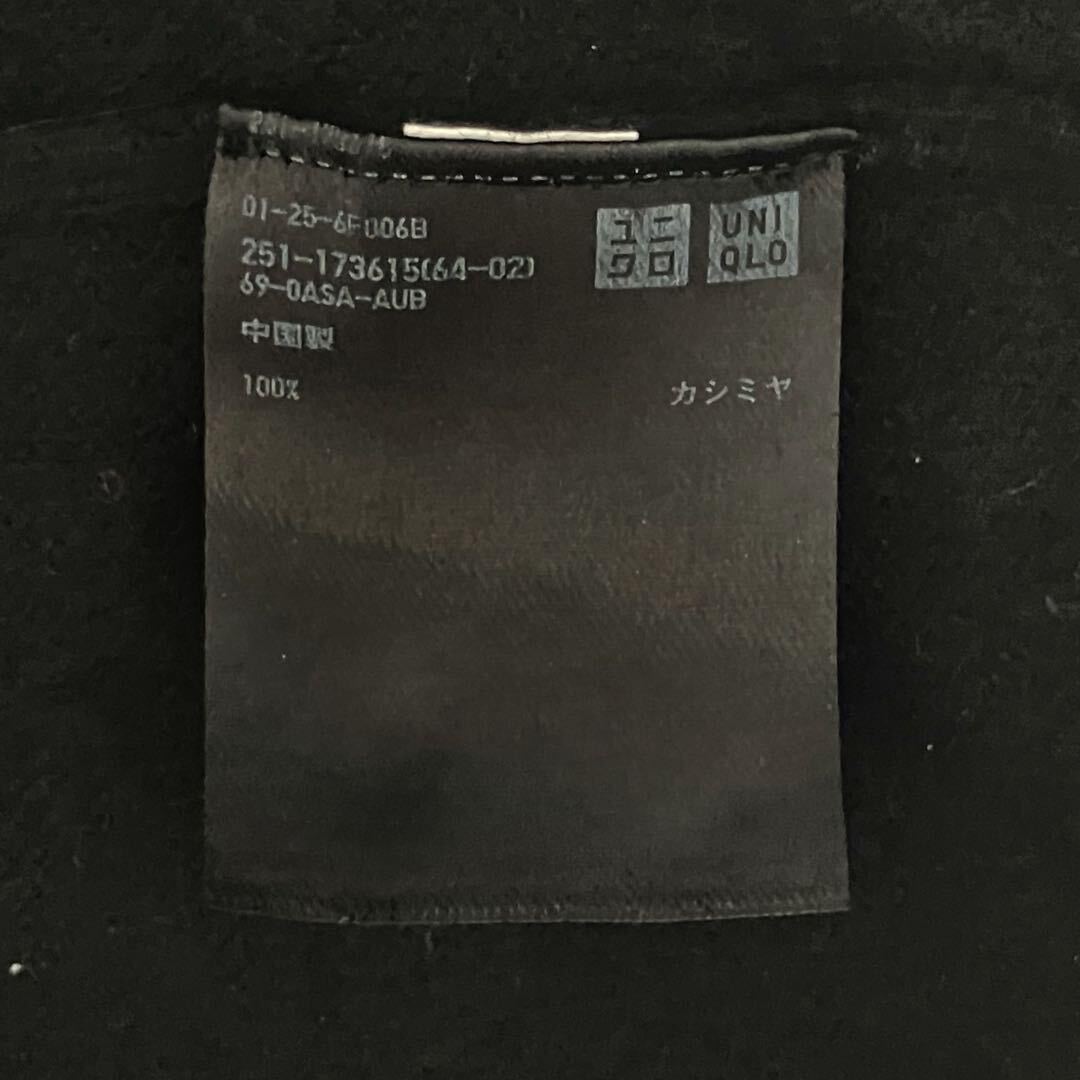 01-25-6F006B
251-173615(64-02)
69-0ASA-AUB
中国製
100% カシミヤ
ユニ
クロ
UNI
QLO